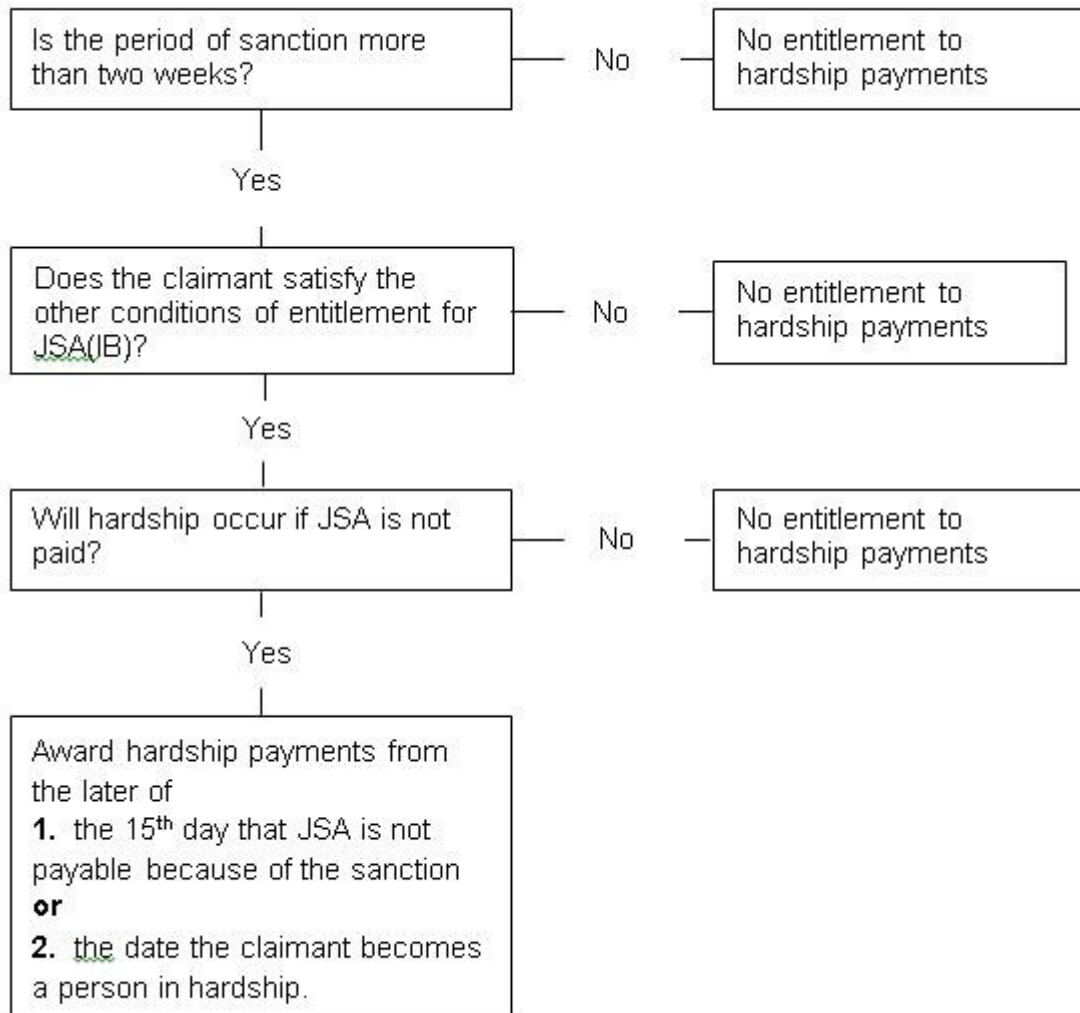 Is the period of sanction more
than two weeks?
No
No entitlement to
hardship payments
Yes
Does the claimant satisfy the
other conditions of entitlement for
JSA(IB)?
No
No entitlement to
hardship payments
Yes
Will hardship occur if JSA is not
paid?
No
No entitlement to
hardship payments
Yes
Award hardship payments from
the later of
1. the 15th day that JSA is not
payable because of the sanction
or
2. the date the claimant becomes
a person in hardship.